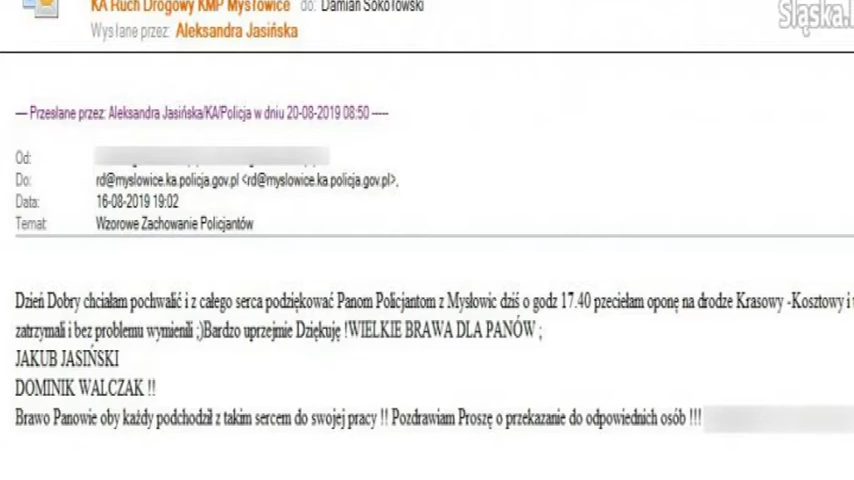 KA Ruch Drogowy KMP Mysłowice do: Damian Sokołowski
Śląska.
Wysłane przez: Aleksandra Jasińska
--- Przesłane przez: Aleksandra Jasińska/KA/Policja w dniu 20-08-2019 08:50 -----
Od:
Do: rd@myslowice.ka.policja.gov.pl <rd@myslowice.ka.policja.gov.pl>,
Data: 16-08-2019 19:02
Temat: Wzorowe Zachowanie Policjantów
Dzień Dobry chciałam pochwalić i z całego serca podziękować Panom Policjantom z Mysłowic dziś o godz 17.40 pzeciełam oponę na drodze Krasowy -Kosztowy i
zatrzymali i bez problemu wymienili ;)Bardzo uprzejmie Dziękuję !WIELKIE BRAWA DLA PANÓW ;
JAKUB JASIŃSKI
DOMINIK WALCZAK !!
Brawo Panowie oby każdy podchodził z takim sercem do swojej pracy !! Pozdrawiam Proszę o przekazanie do odpowiednich osób !!!